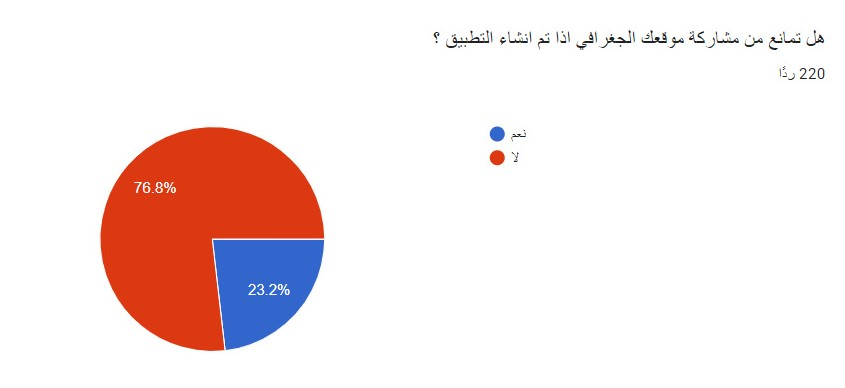 هل تمانع من مشاركة موقعك الجغرافي اذا تم انشاء التطبيق ؟
220 ردًا
نعم
لا
76.8%
23.2%